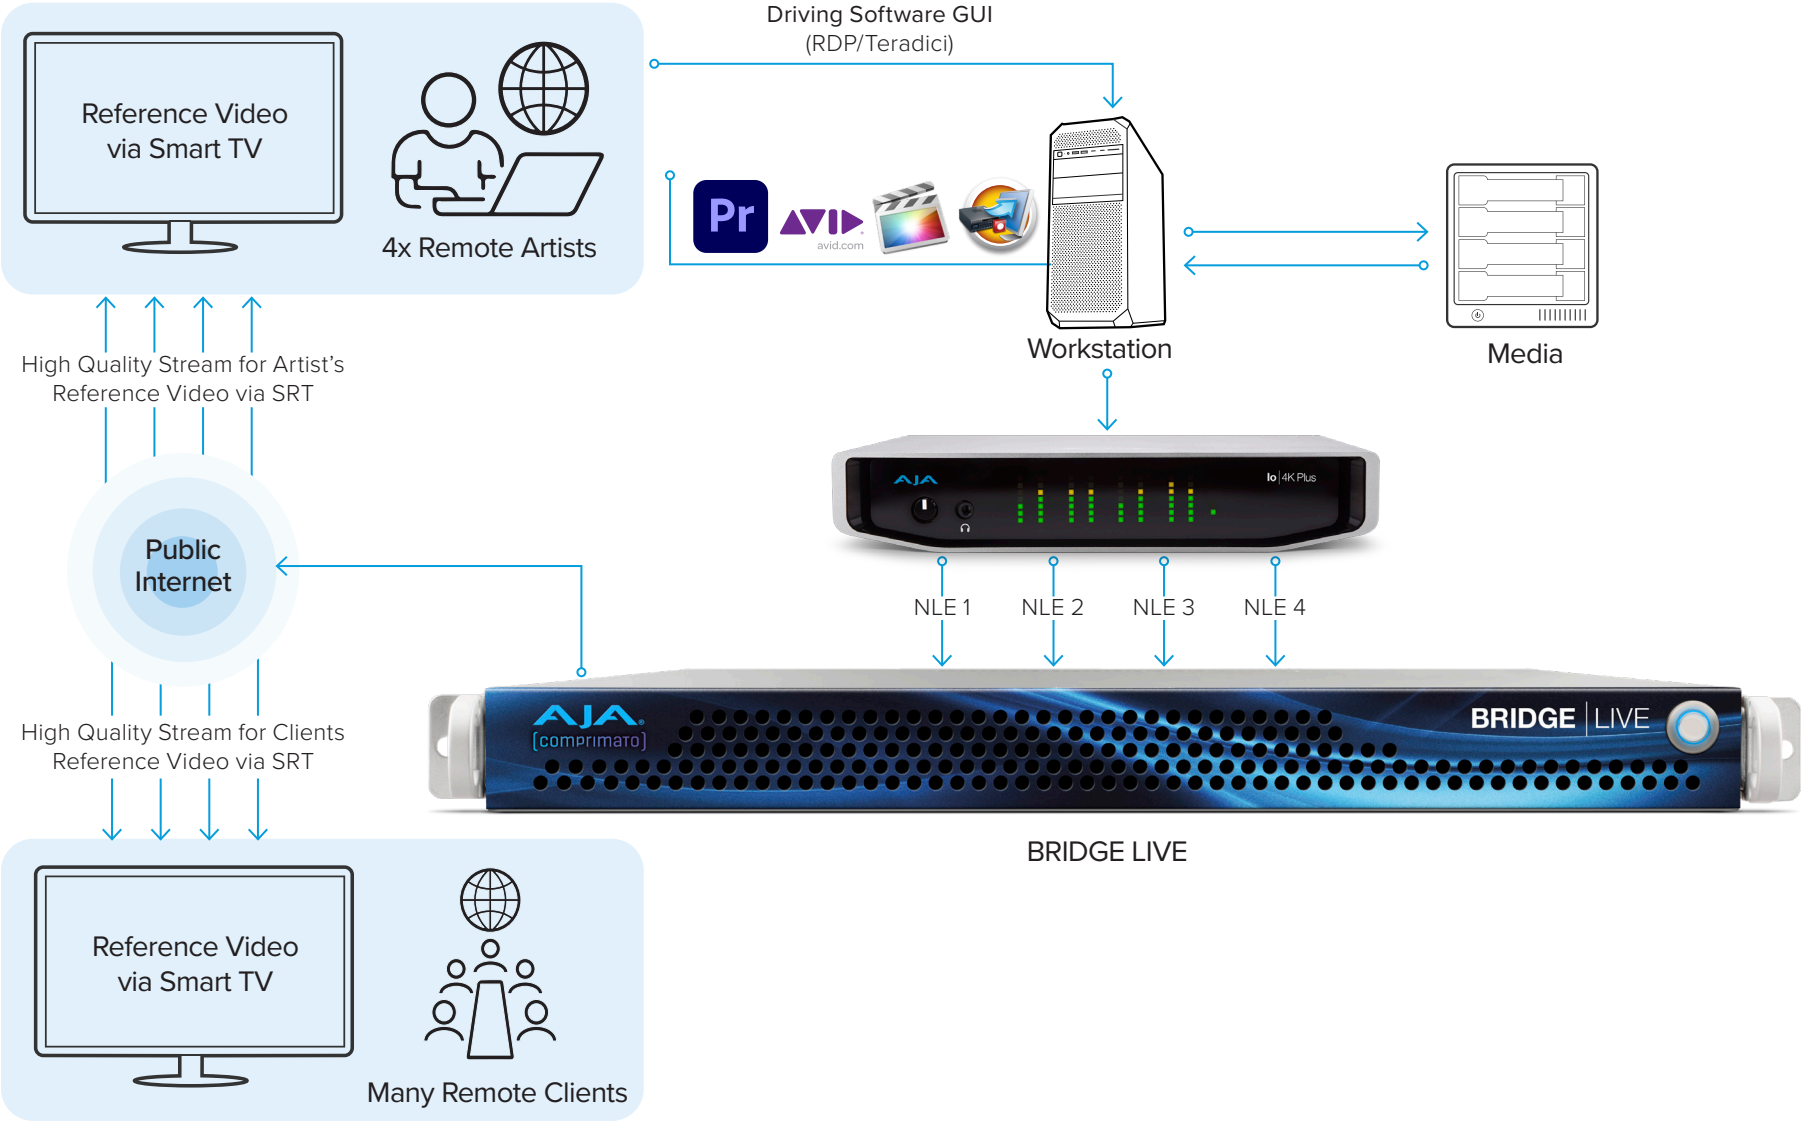 Driving Software GUI
(RDP/Teradici)
Reference Video
via Smart TV
4x Remote Artists
Pr
AVID
avid.com
Workstation
Media
High Quality Stream for Artist's
Reference Video via SRT
AJA
Io|4K Plus
Public
Internet
NLE 1
NLE 2
NLE 3
NLE 4
High Quality Stream for Clients
Reference Video via SRT
AJA
[comprimato]
BRIDGE | LIVE
BRIDGE LIVE
Reference Video
via Smart TV
Many Remote Clients